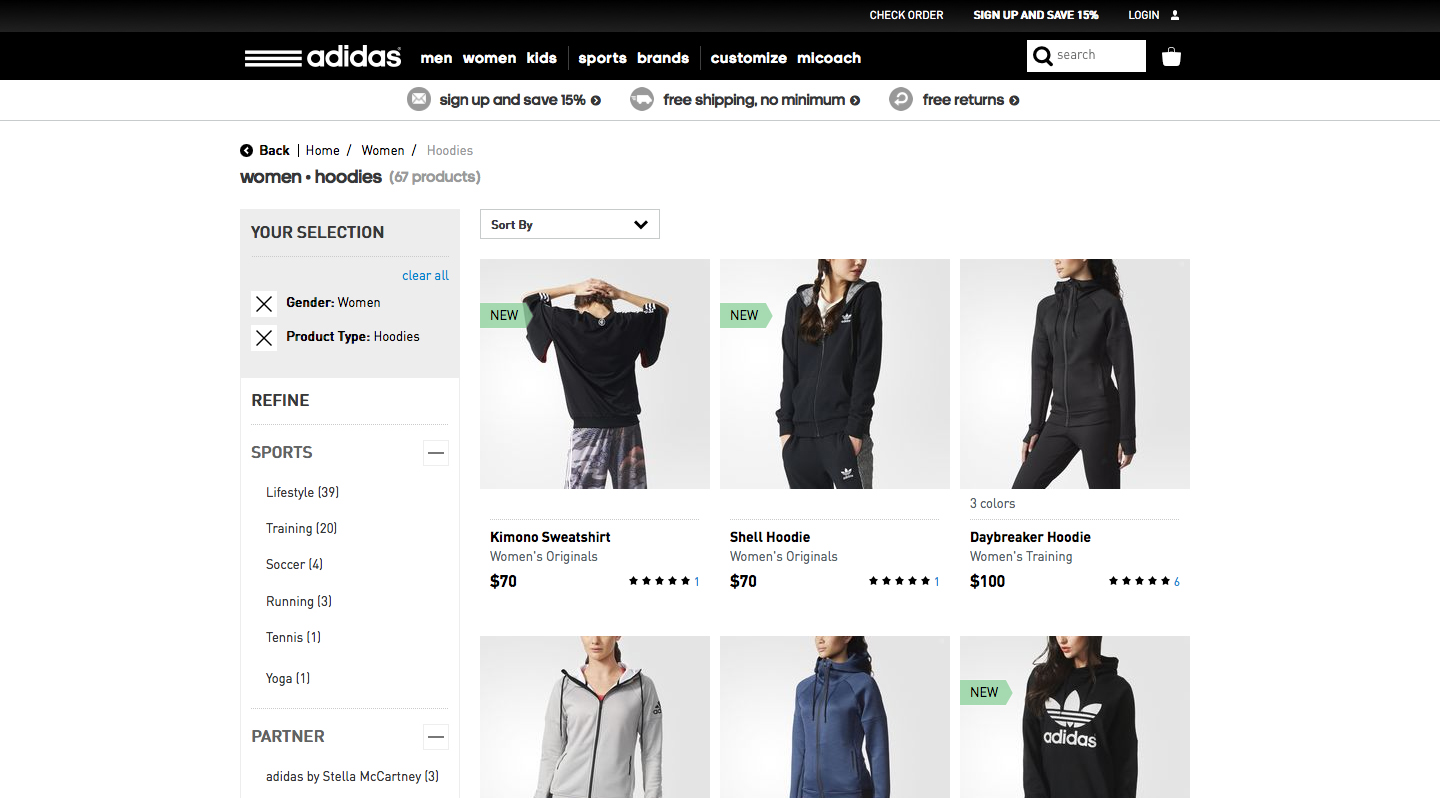 CHECK ORDER SIGN UP AND SAVE 15% LOGIN
adidas men women kids sports brands customize micoach search
sign up and save 15% free shipping, no minimum free returns
Back Home / Women / Hoodies
women • hoodies (67 products)
YOUR SELECTION
Sort By
clear all
Gender: Women
Product Type: Hoodies
REFINE
SPORTS
Lifestyle (39)
Training (20)
Soccer (4)
Running (3)
Tennis (1)
Yoga (1)
PARTNER
adidas by Stella McCartney (3)
NEW
NEW
adidas
adidas
3 colors
Kimono Sweatshirt
Women's Originals
$70 1
Shell Hoodie
Women's Originals
$70 1
Daybreaker Hoodie
Women's Training
$100 6
NEW
adidas